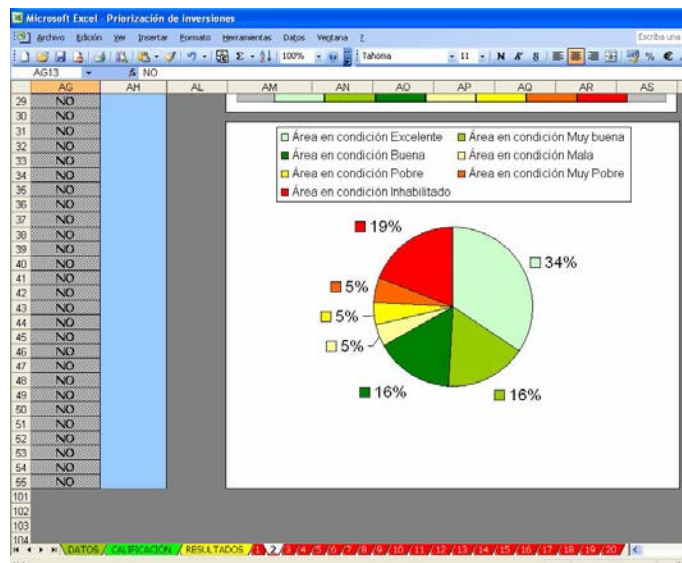 Microsoft Excel - Priorización de inversiones
Archivo Edición Ver Insertar Formato Herramientas Datos Ventana ? Escriba una
100% Tahoma 11 N K S % €
AG13 fx NO
AG AH AL AM AN AO AP AQ AR AS
29 NO
30 NO
31 NO
32 NO
33 NO
34 NO
35 NO
36 NO
37 NO
38 NO
39 NO
40 NO
41 NO
42 NO
43 NO
44 NO
45 NO
46 NO
47 NO
48 NO
49 NO
50 NO
51 NO
52 NO
53 NO
54 NO
55 NO
101
102
103
104
Área en condición Excelente Área en condición Muy buena
Área en condición Buena Área en condición Mala
Área en condición Pobre Área en condición Muy Pobre
Área en condición Inhabilitado
19%
34%
5%
5%
5%
16%
16%
DATOS CALIFICACIÓN RESULTADOS 1 2 3 4 5 6 7 8 9 10 11 12 13 14 15 16 17 18 19 20